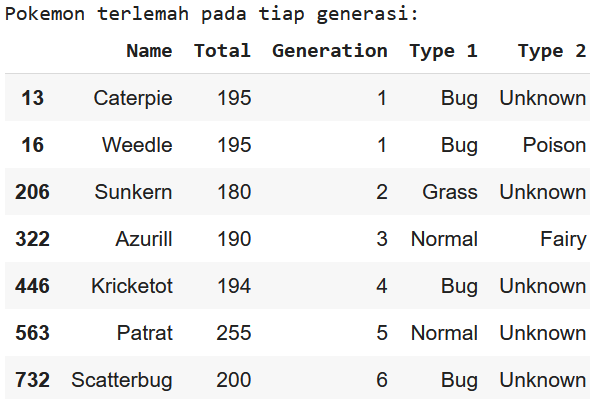 Pokemon terlemah pada tiap generasi:
Name Total Generation Type 1 Type 2
13 Caterpie 195 1 Bug Unknown
16 Weedle 195 1 Bug Poison
206 Sunkern 180 2 Grass Unknown
322 Azurill 190 3 Normal Fairy
446 Kricketot 194 4 Bug Unknown
563 Patrat 255 5 Normal Unknown
732 Scatterbug 200 6 Bug Unknown